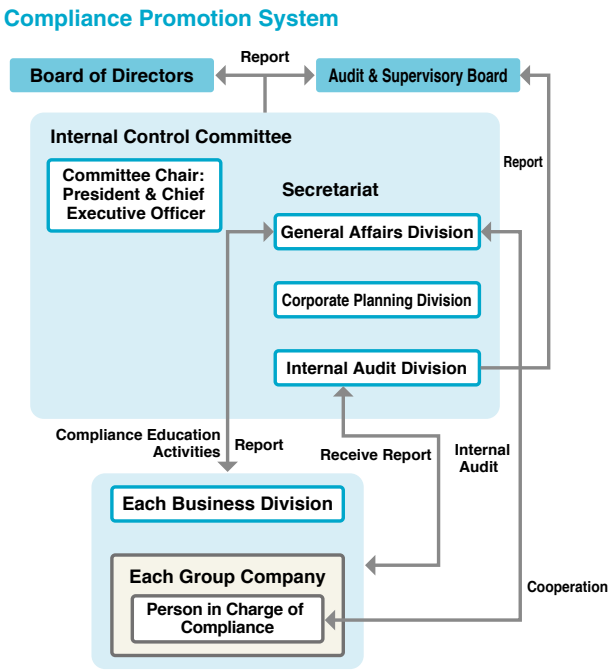 Compliance Promotion System
Report
Board of Directors
Audit & Supervisory Board
Internal Control Committee
Committee Chair:
President & Chief
Executive Officer
Secretariat
Report
General Affairs Division
Corporate Planning Division
Internal Audit Division
Compliance Education
Activities
Report
Receive Report
Internal
Audit
Each Business Division
Each Group Company
Person in Charge of
Compliance
Cooperation